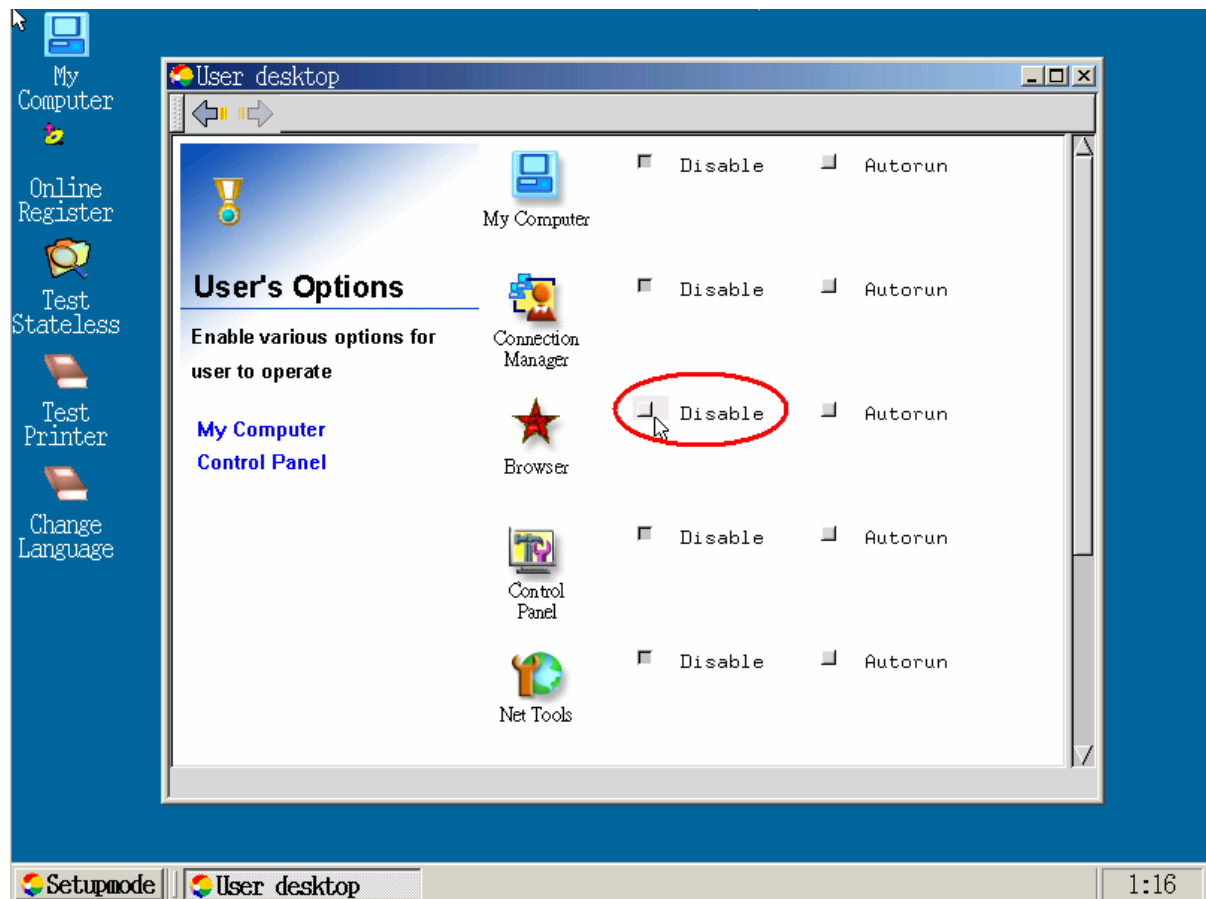 My
Computer
Online
Register
Test
Stateless
Test
Printer
Change
Language
User desktop
User's Options
Enable various options for
user to operate
My Computer
Control Panel
My Computer
Disable Autorun
Connection
Manager
Disable Autorun
Browser
Disable Autorun
Control
Panel
Disable Autorun
Net Tools
Disable Autorun
Setupmode User desktop 1:16